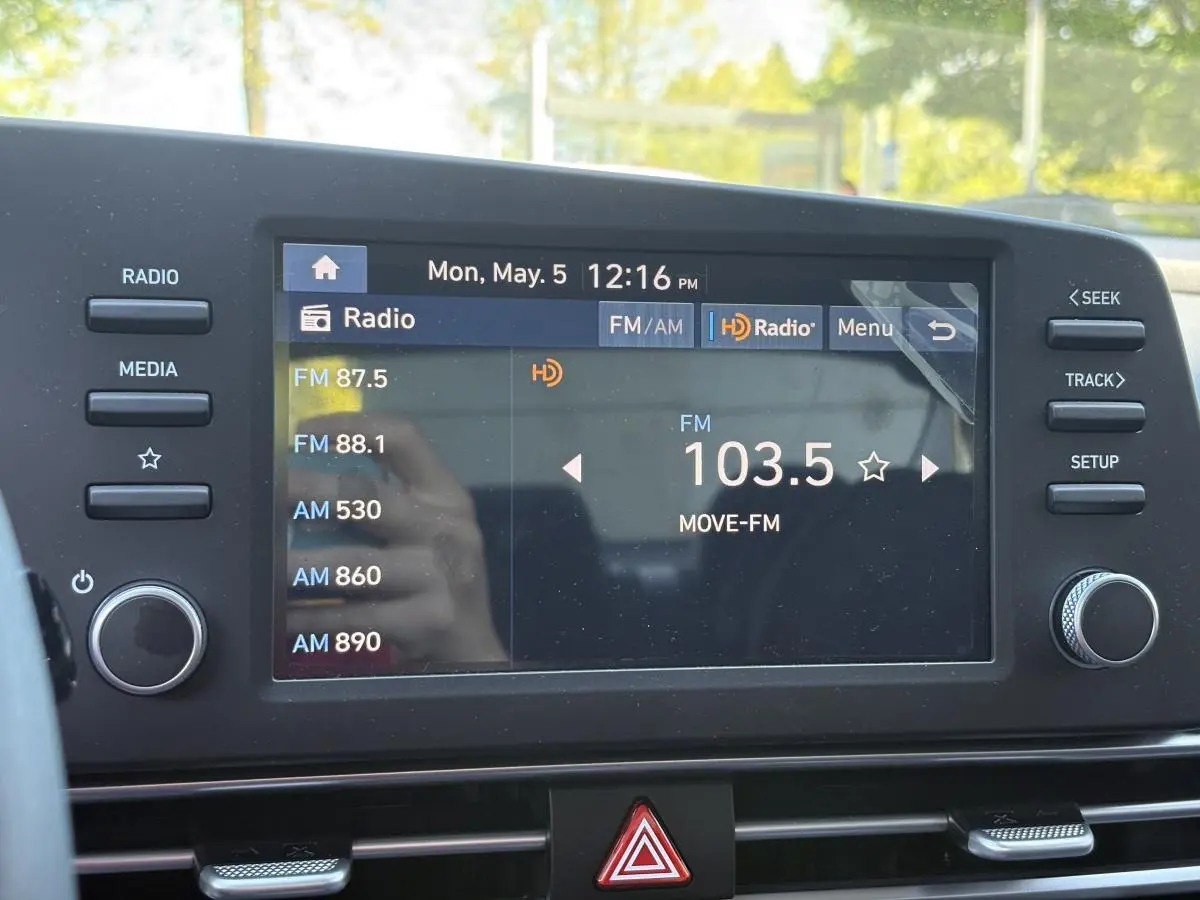 RADIO
MEDIA
Mon, May. 5 12:16 PM
Radio
FM/AM
HD Radio®
Menu
FM 87.5
FM 88.1
AM 530
AM 860
AM 890
HD
FM
103.5
MOVE-FM
<SEEK
TRACK>
SETUP